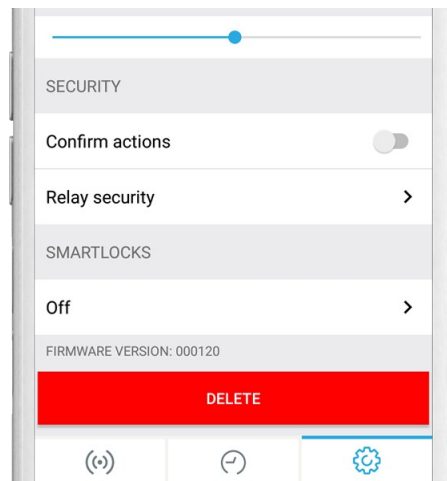 SECURITY
Confirm actions
Relay security
SMARTLOCKS
Off
FIRMWARE VERSION: 000120
DELETE